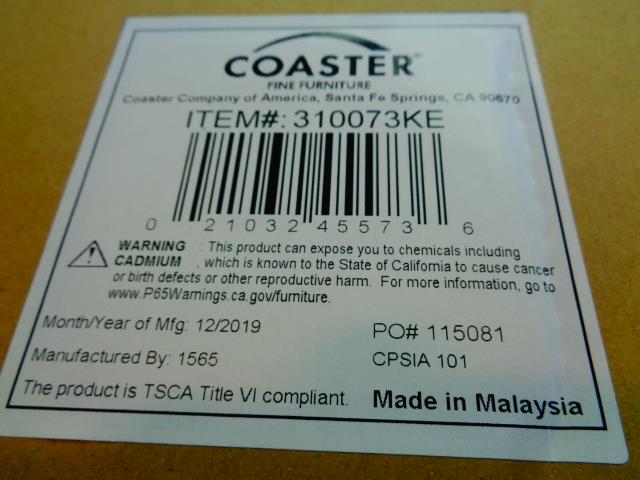 COASTER®
FINE FURNITURE
Coaster Company of America, Santa Fe Springs, CA 90670
ITEM#: 310073KE
0 21032 45573 6
WARNING : This product can expose you to chemicals including
CADMIUM , which is known to the State of California to cause cancer
or birth defects or other reproductive harm. For more information, go to
www.P65Warnings.ca.gov/furniture.
Month/Year of Mfg: 12/2019
PO# 115081
Manufactured By: 1565
CPSIA 101
The product is TSCA Title VI compliant.
Made in Malaysia